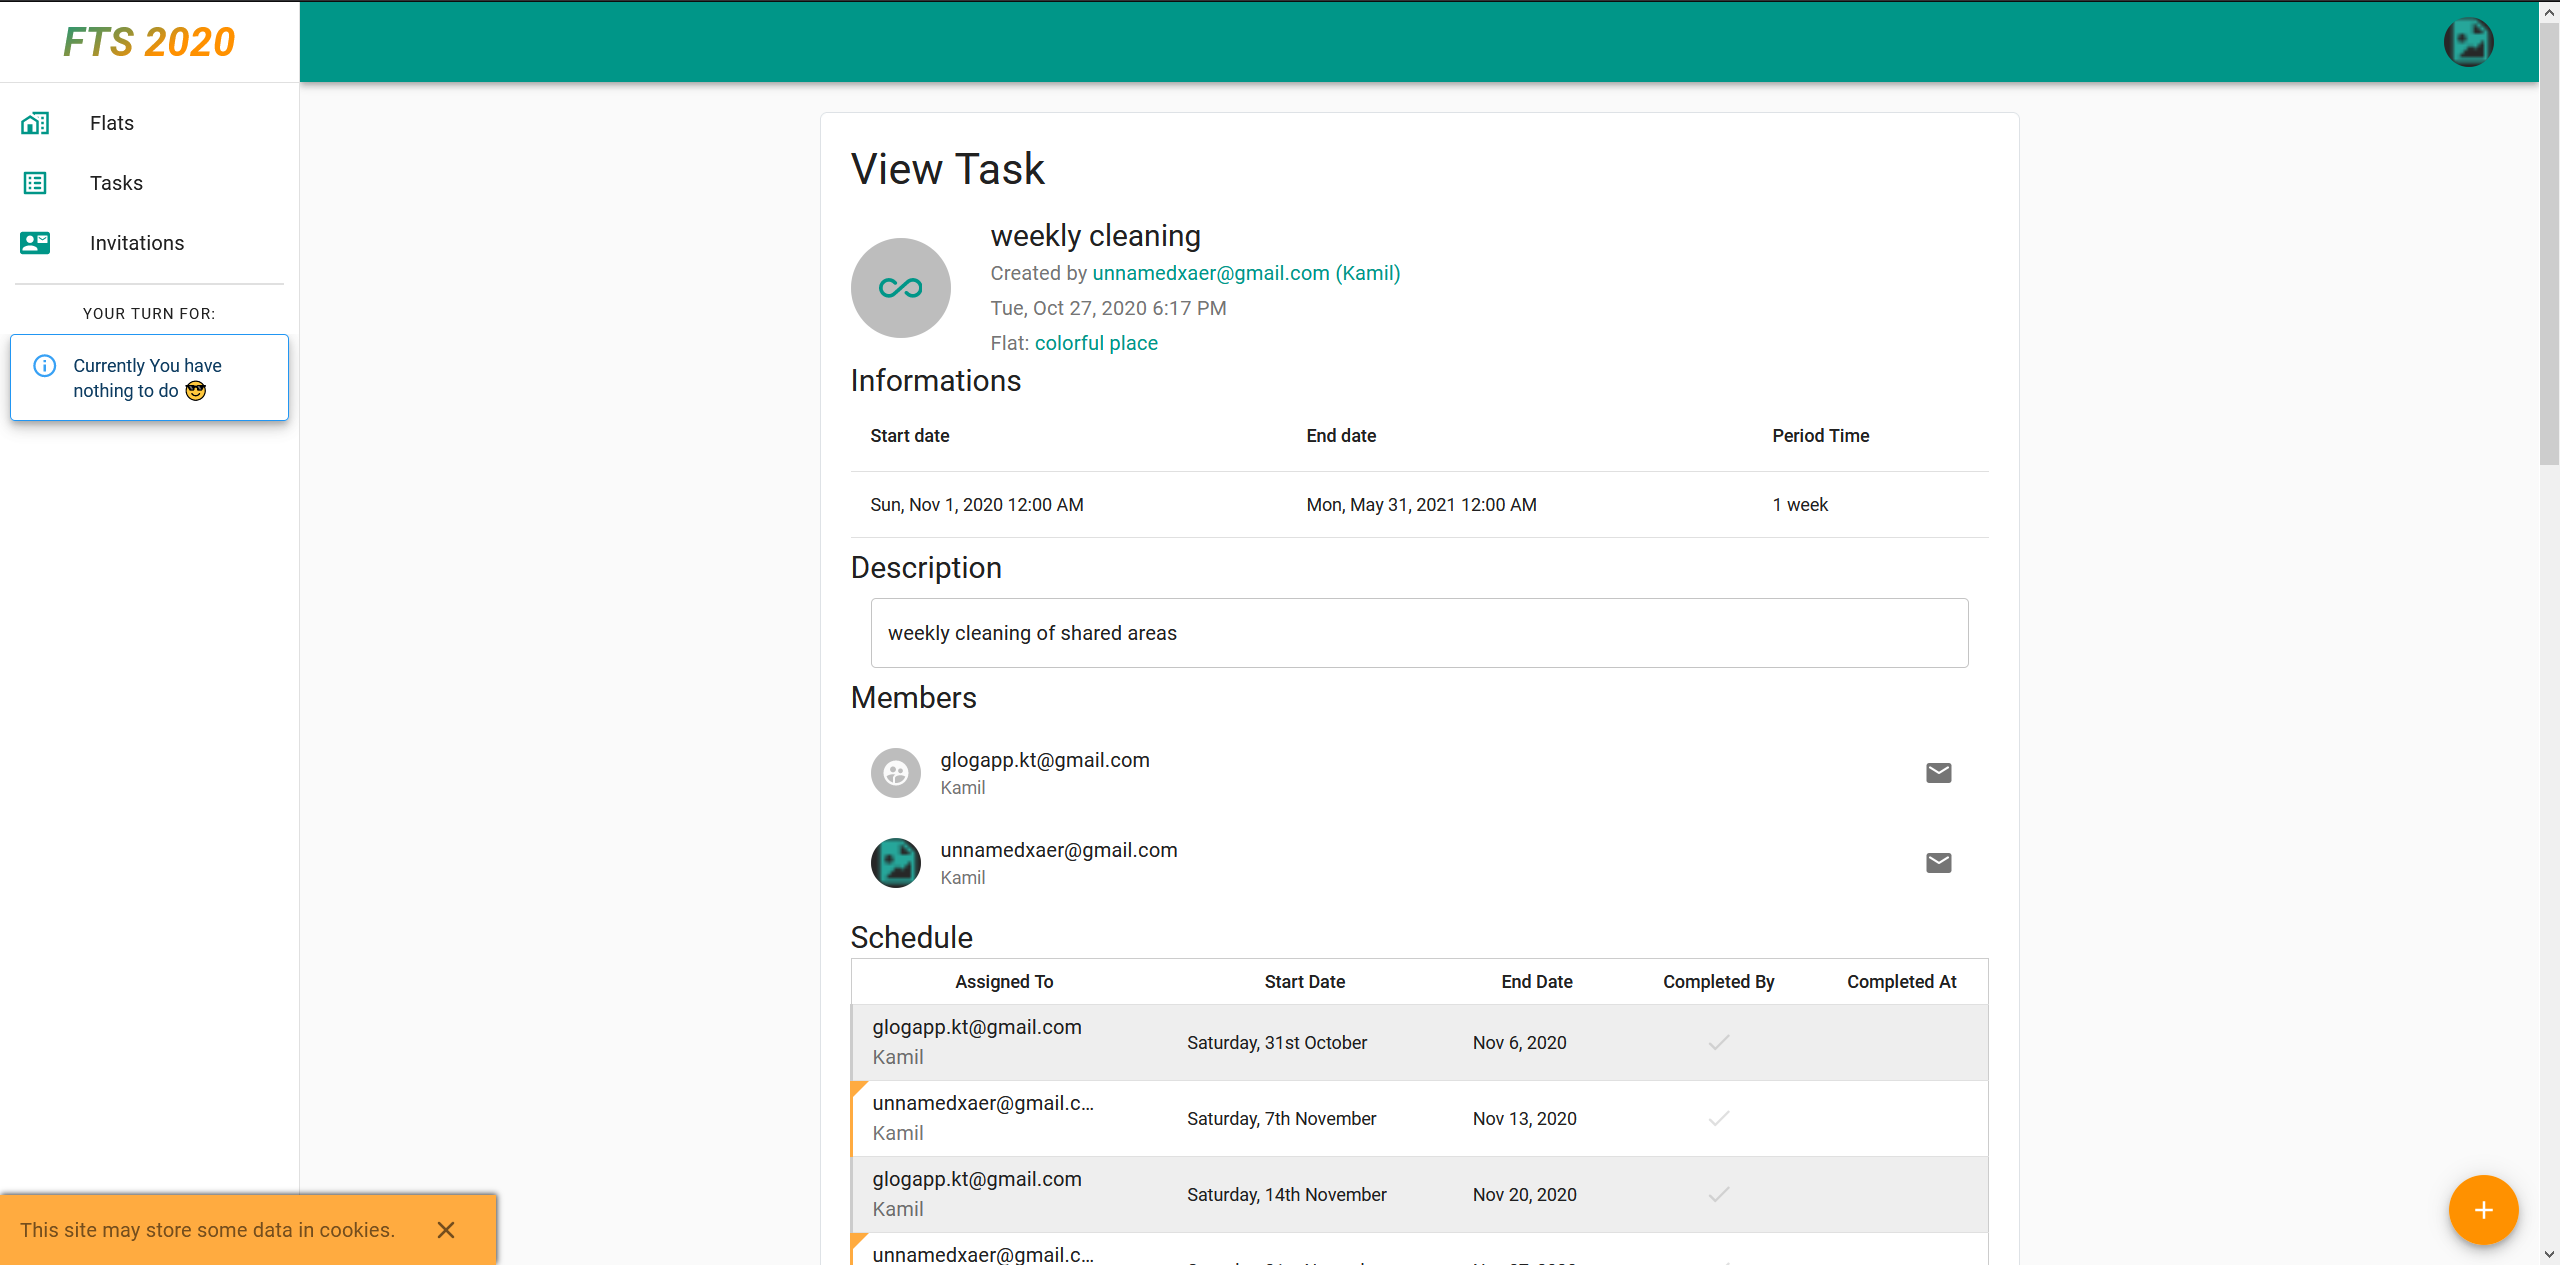 FTS 2020
Flats
Tasks
Invitations
YOUR TURN FOR:
Currently You have
nothing to do 😎
View Task
weekly cleaning
Created by unnamedxaer@gmail.com (Kamil)
Tue, Oct 27, 2020 6:17 PM
Flat: colorful place
Informations
Start date End date Period Time
Sun, Nov 1, 2020 12:00 AM Mon, May 31, 2021 12:00 AM 1 week
Description
weekly cleaning of shared areas
Members
glogapp.kt@gmail.com
Kamil
unnamedxaer@gmail.com
Kamil
Schedule
Assigned To Start Date End Date Completed By Completed At
glogapp.kt@gmail.com
Kamil
Saturday, 31st October Nov 6, 2020
unnamedxaer@gmail.c...
Kamil
Saturday, 7th November Nov 13, 2020
glogapp.kt@gmail.com
Kamil
Saturday, 14th November Nov 20, 2020
unnamedxaer@gmail.c...
This site may store some data in cookies.